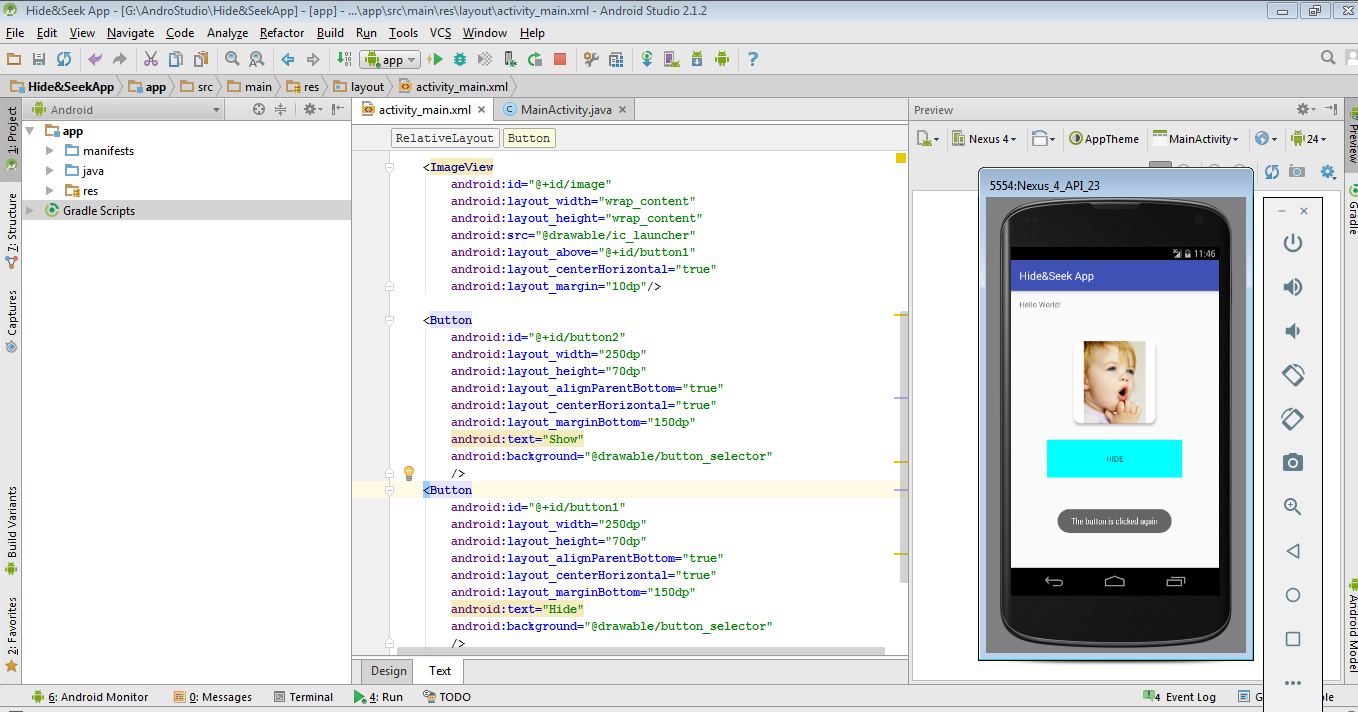 Hide&Seek App - [G:\AndroStudio\Hide&SeekApp] - [app] - ...\app\src\main\res\layout\activity_main.xml - Android Studio 2.1.2
File Edit View Navigate Code Analyze Refactor Build Run Tools VCS Window Help
app
Hide&SeekApp app src main res layout activity_main.xml
1: Project
7: Structure
Captures
Build Variants
2: Favorites
Android
app
manifests
java
res
Gradle Scripts
activity_main.xml MainActivity.java
RelativeLayout Button
<ImageView
android:id="@+id/image"
android:layout_width="wrap_content"
android:layout_height="wrap_content"
android:src="@drawable/ic_launcher"
android:layout_above="@+id/button1"
android:layout_centerHorizontal="true"
android:layout_margin="10dp"/>
<Button
android:id="@+id/button2"
android:layout_width="250dp"
android:layout_height="70dp"
android:layout_alignParentBottom="true"
android:layout_centerHorizontal="true"
android:layout_marginBottom="150dp"
android:text="Show"
android:background="@drawable/button_selector"
/>
<Button
android:id="@+id/button1"
android:layout_width="250dp"
android:layout_height="70dp"
android:layout_alignParentBottom="true"
android:layout_centerHorizontal="true"
android:layout_marginBottom="150dp"
android:text="Hide"
android:background="@drawable/button_selector"
/>
Design Text
Preview
Nexus 4 AppTheme MainActivity 24
5554:Nexus_4_API_23
11:46
Hide&Seek App
Hello World!
HIDE
The button is clicked again
Preview
Gradle
Android Model
6: Android Monitor 0: Messages Terminal 4: Run TODO 4 Event Log